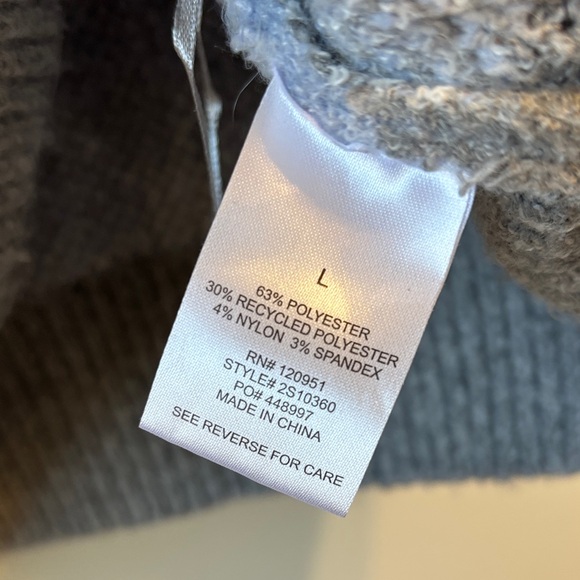 L
63% POLYESTER
30% RECYCLED POLYESTER
4% NYLON 3% SPANDEX
RN# 120951
STYLE# 2S10360
PO# 448997
MADE IN CHINA
SEE REVERSE FOR CARE